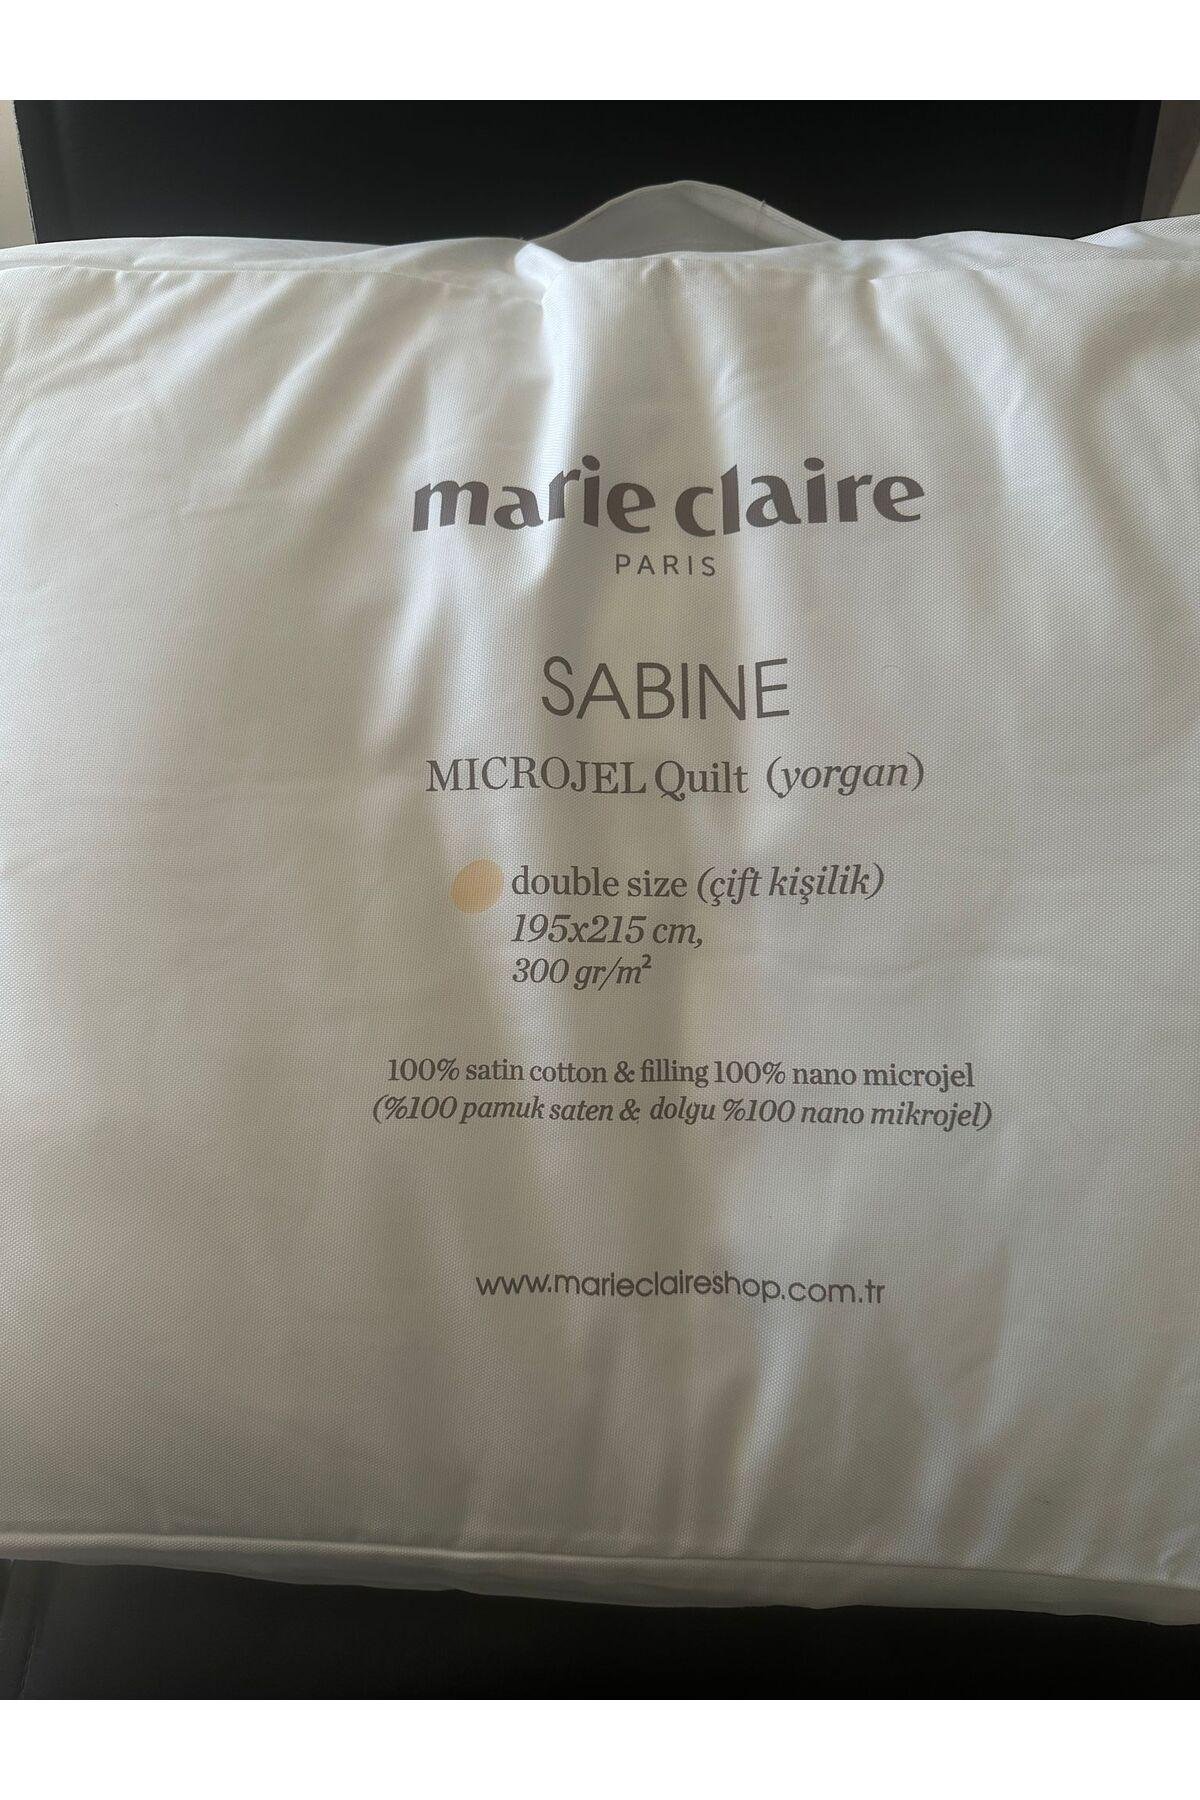 marie claire
PARIS
SABINE
MICROJEL Quilt (yorgan)
double size (çift kişilik)
195x215 cm,
300 gr/m²
100% satin cotton & filling 100% nano microjel
(%100 pamuk saten & dolgu %100 nano mikrojel)
www.marieclaireshop.com.tr